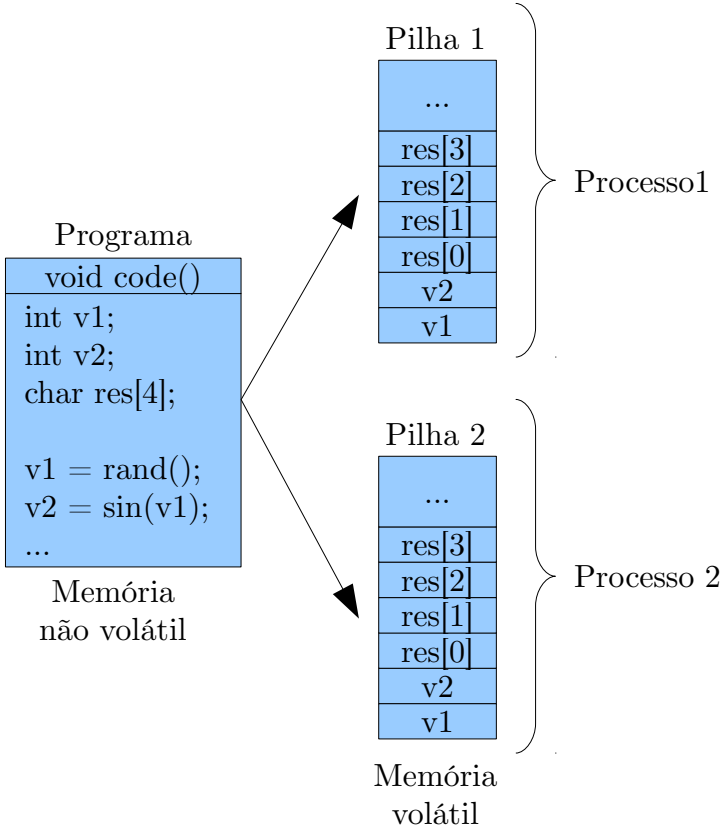 Programa
void code()
int v1;
int v2;
char res[4];
v1 = rand();
v2 = sin(v1);
...
Memória
não volátil
Pilha 1
...
res[3]
res[2]
res[1]
res[0]
v2
v1
Processo1
Pilha 2
...
res[3]
res[2]
res[1]
res[0]
v2
v1
Processo 2
Memória
volátil